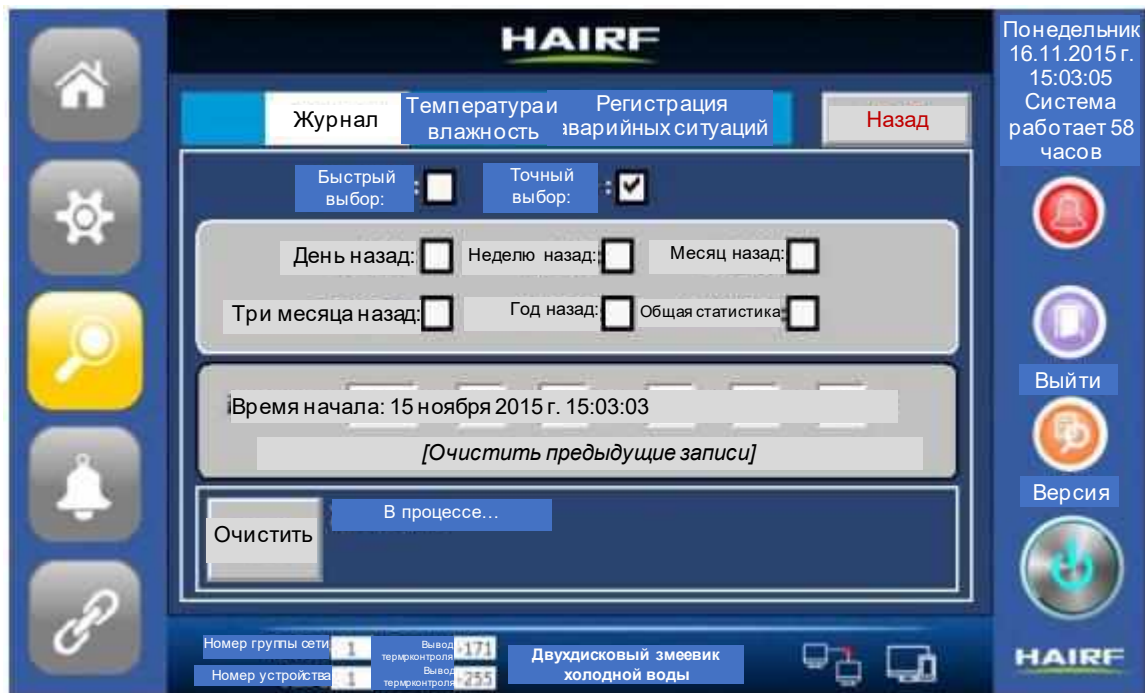 HAIRF
Понедельник
16.11.2015 г.
15:03:05
Система
работает 58
часов
Журнал
Температура и
влажность
Регистрация
аварийных ситуаций
Назад
Быстрый
выбор:
:
Точный
выбор:
:
День назад:
Неделю назад:
Месяц назад:
Три месяца назад:
Год назад:
Общая статистика:
Время начала: 15 ноября 2015 г. 15:03:03
[Очистить предыдущие записи]
Очистить
В процессе…
Выйти
Версия
Номер группы сети
1
Вывод
термрконтроля
171
Номер устройства
1
Вывод
термрконтроля
255
Двухдисковый змеевик
холодной воды
HAIRF